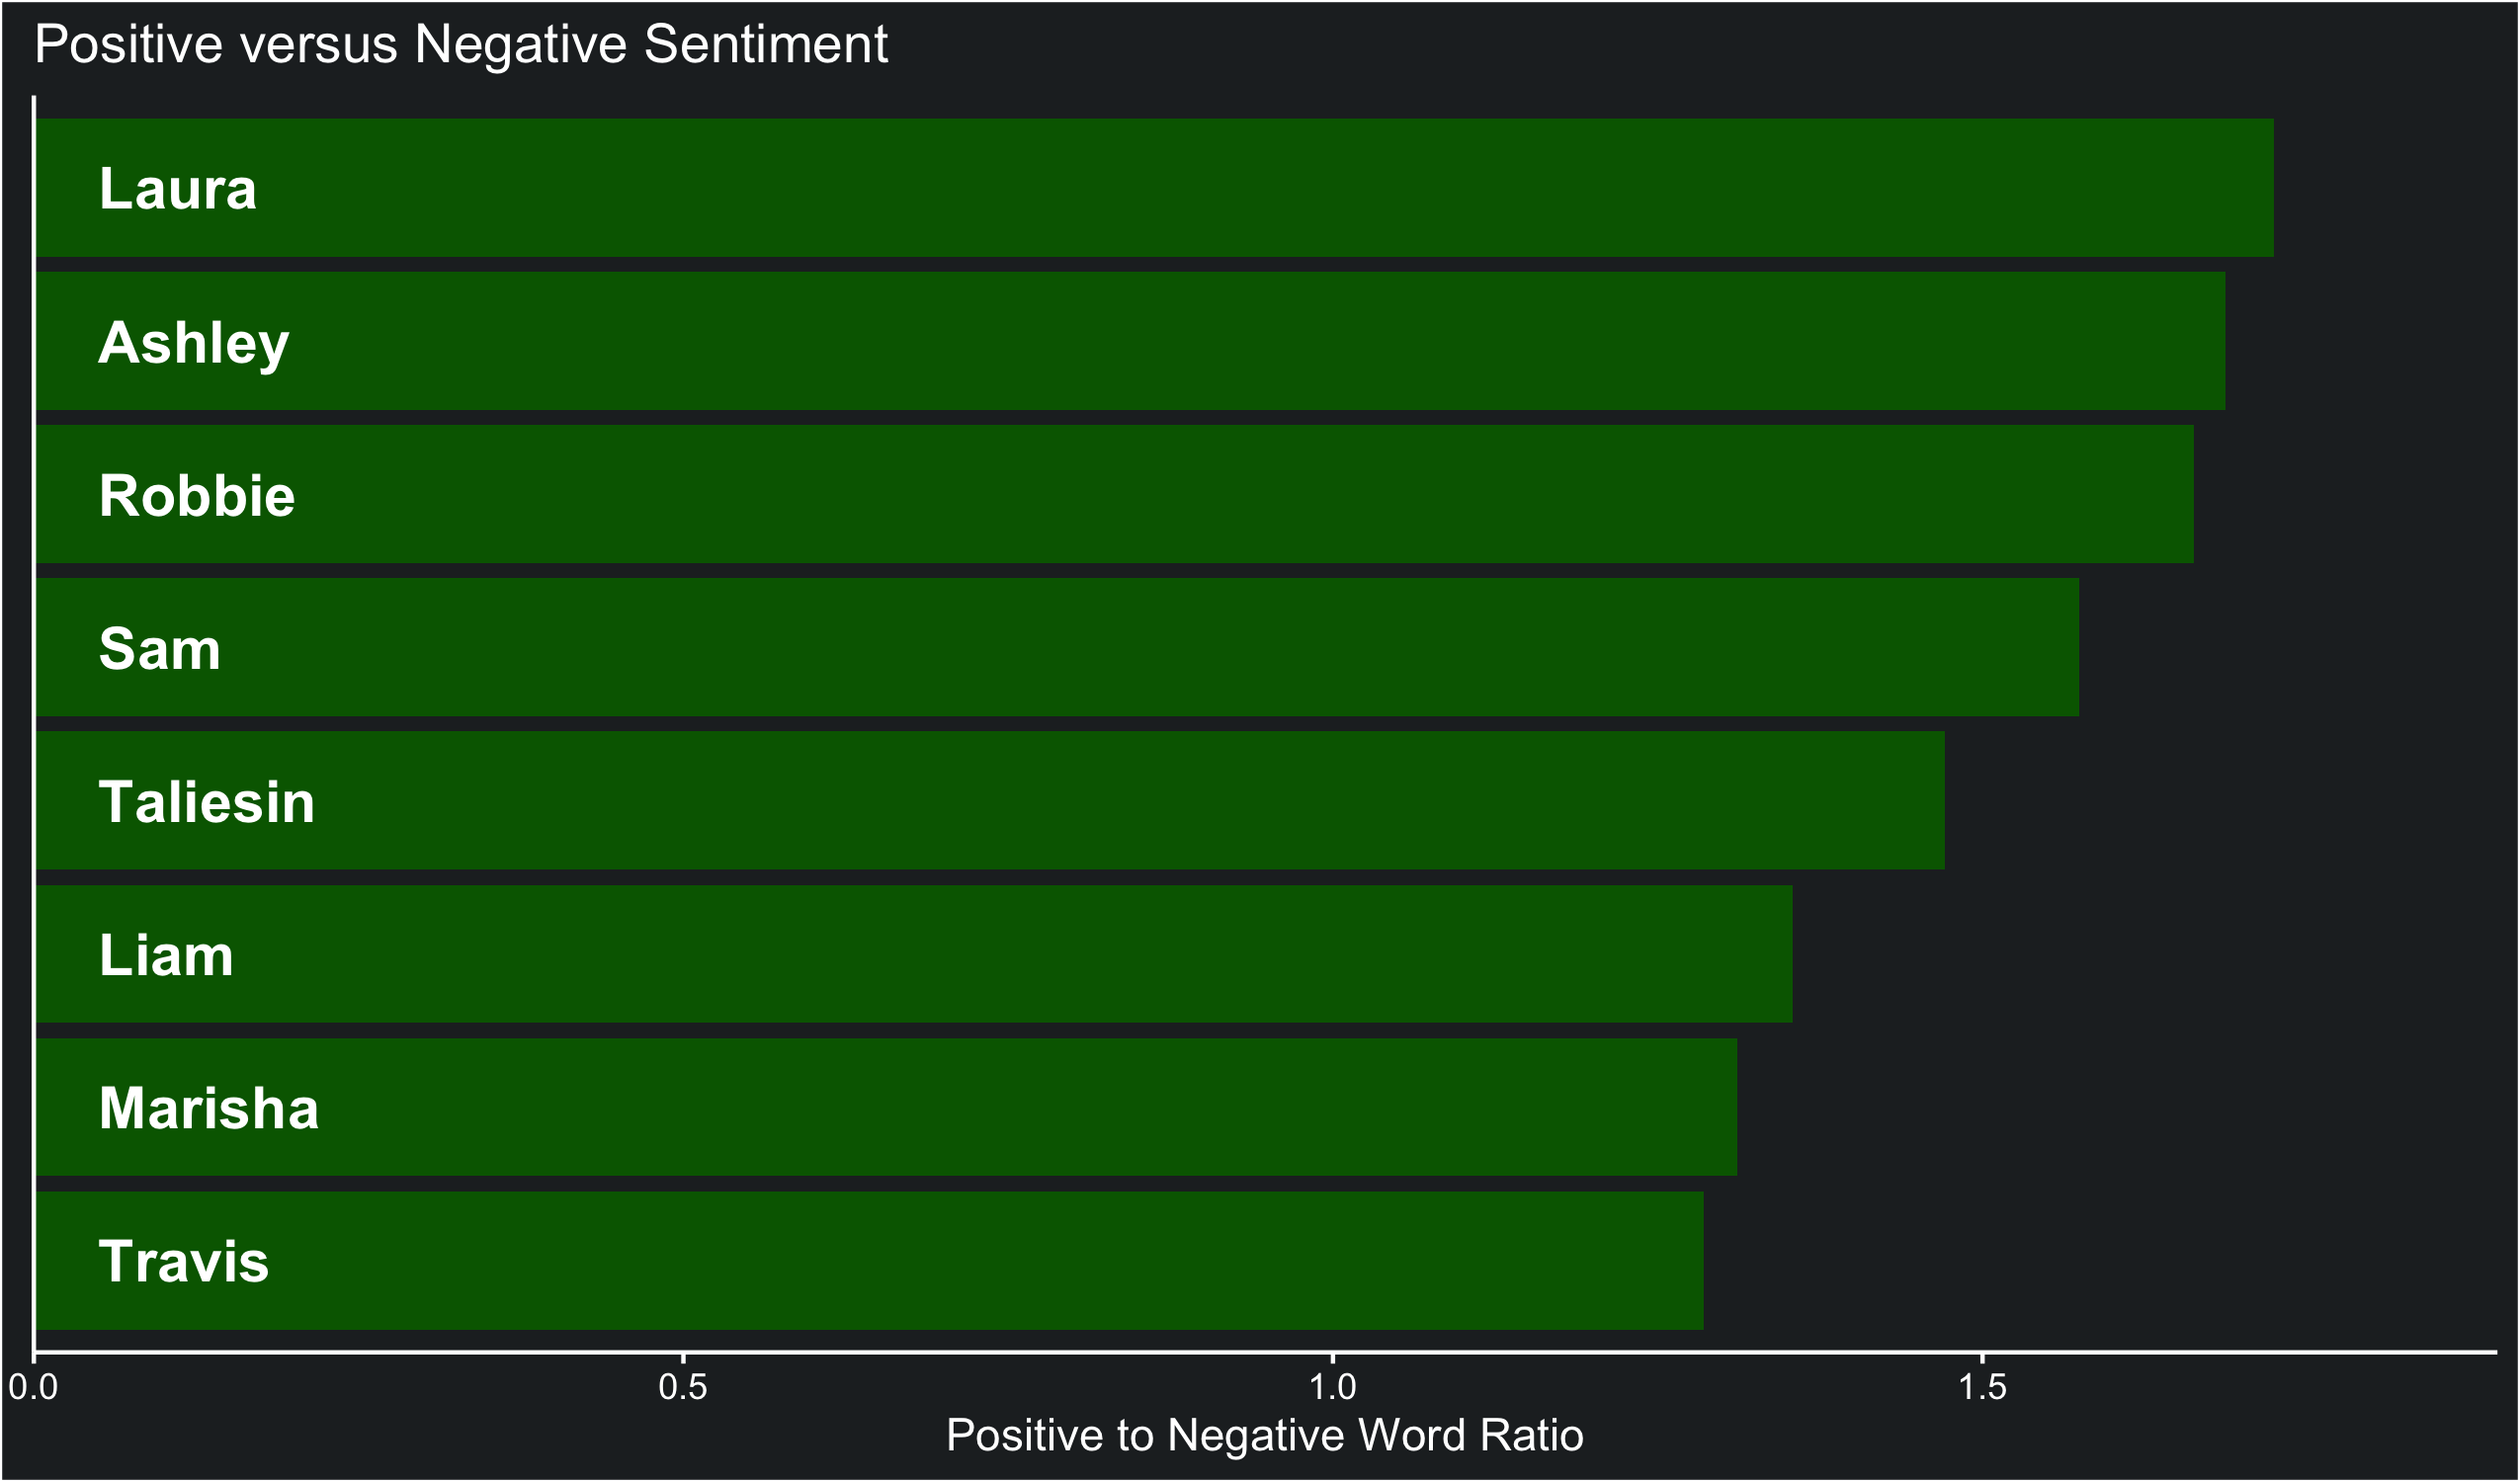 Positive versus Negative Sentiment
Laura
Ashley
Robbie
Sam
Taliesin
Liam
Marisha
Travis
0.0 0.5 1.0 1.5
Positive to Negative Word Ratio